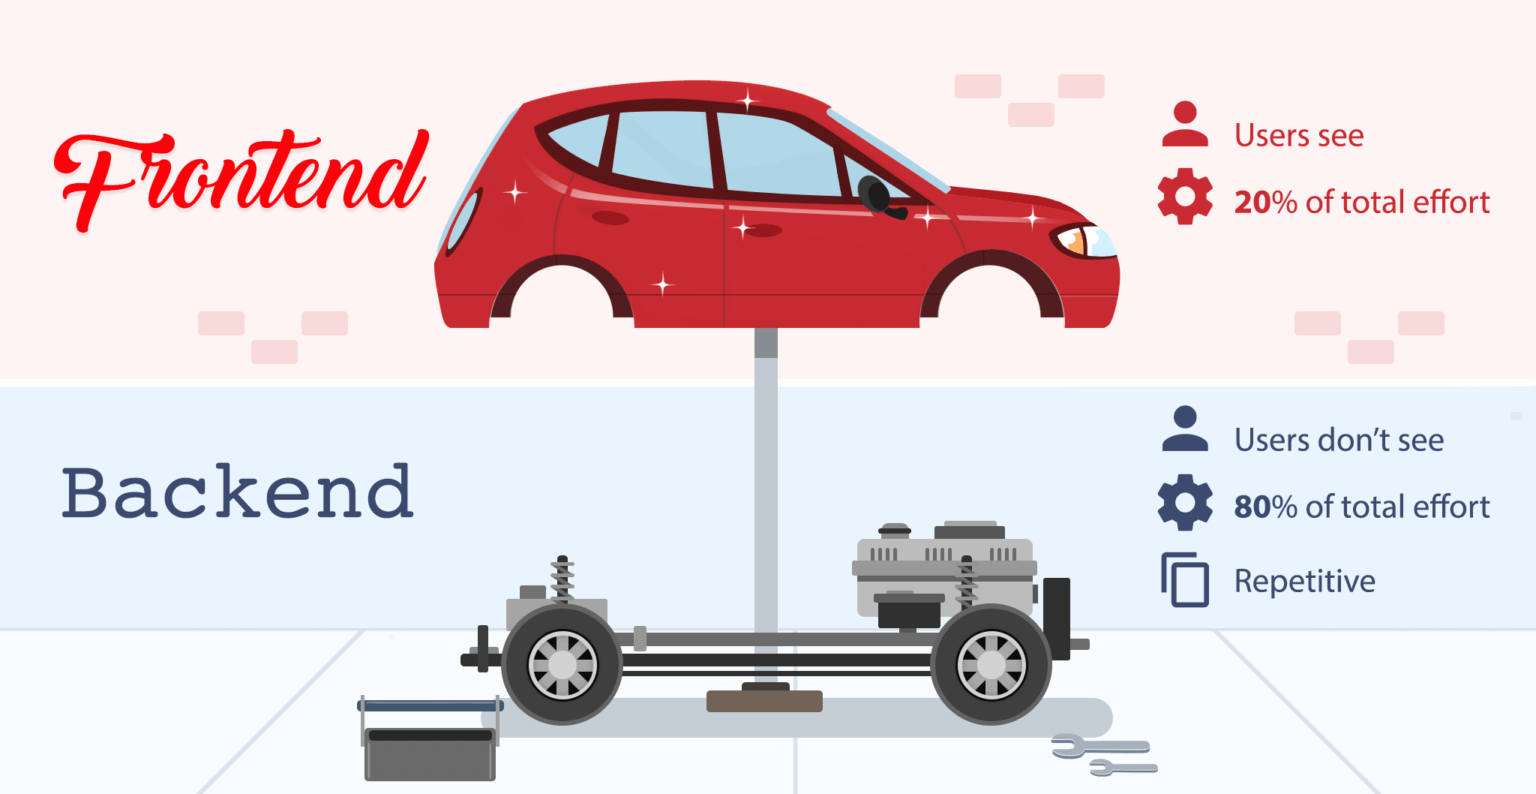 Frontend
Users see
20% of total effort
Backend
Users don’t see
80% of total effort
Repetitive